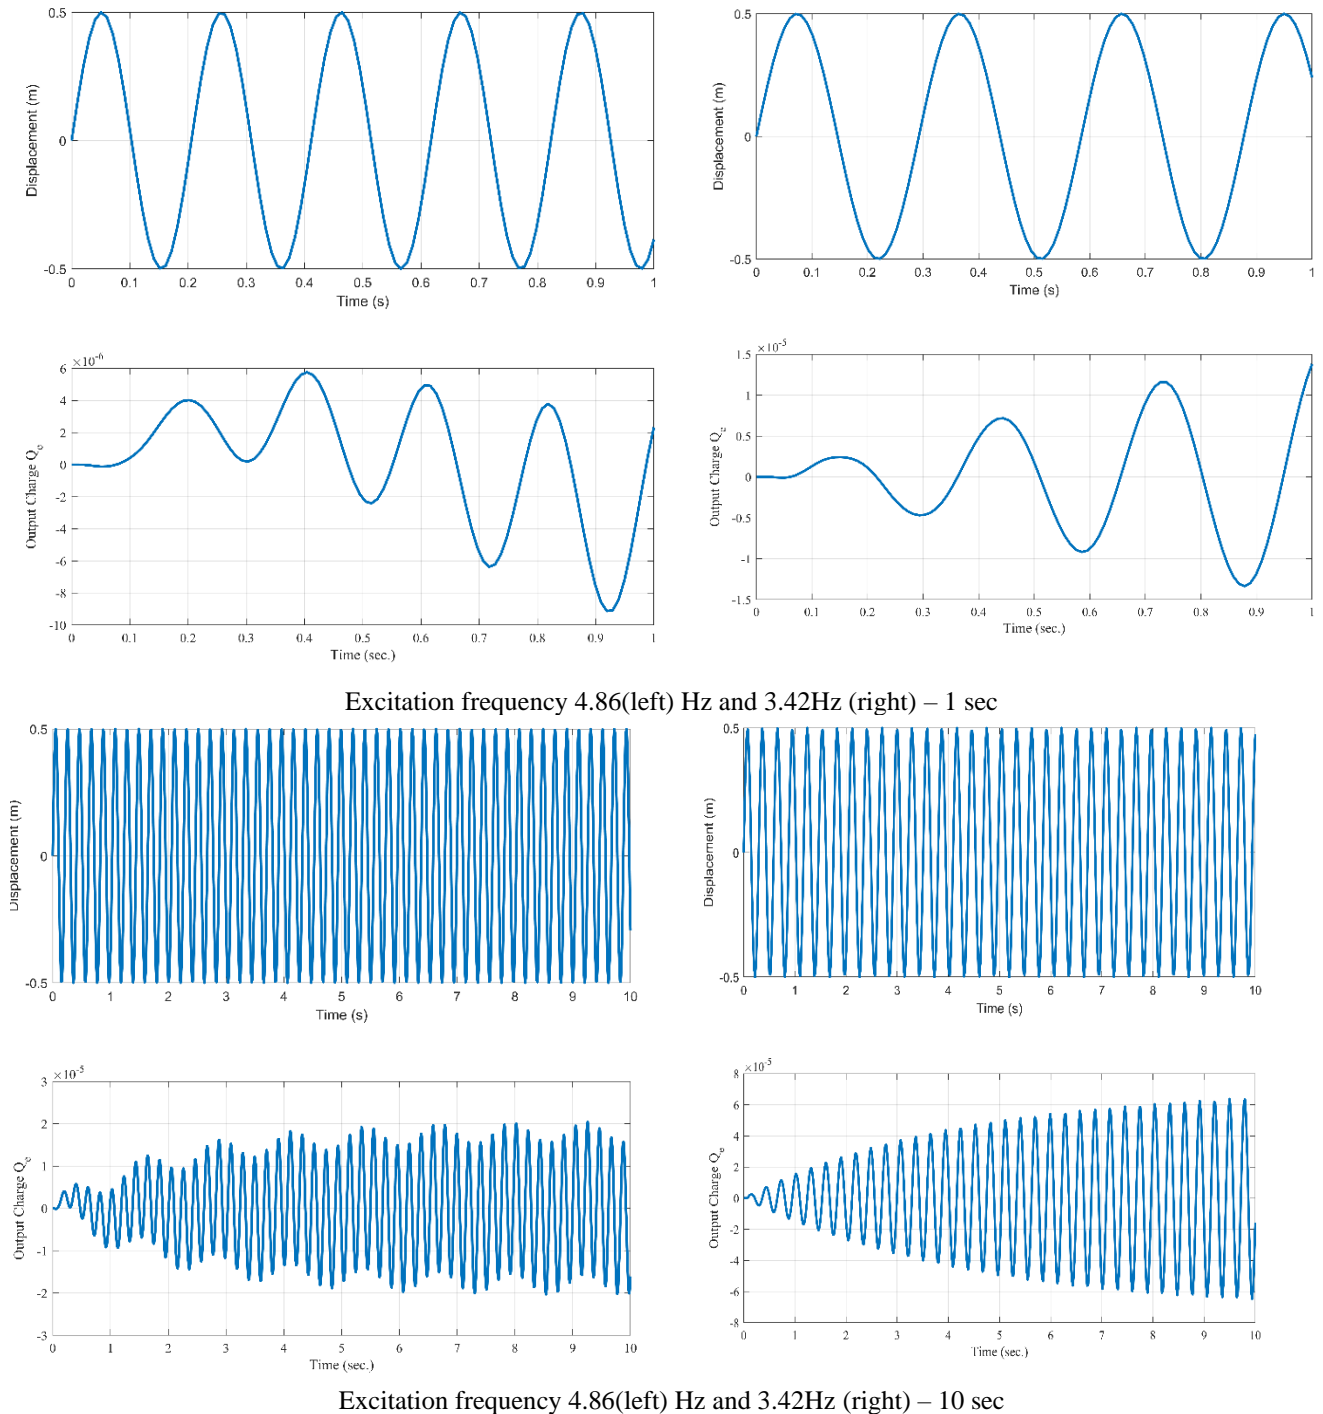 0.5
0
-0.5
Displacement (m)
0 0.1 0.2 0.3 0.4 0.5 0.6 0.7 0.8 0.9 1
Time (s)
0.5
0
-0.5
Displacement (m)
0 0.1 0.2 0.3 0.4 0.5 0.6 0.7 0.8 0.9 1
Time (s)
×10-6
6
4
2
0
-2
-4
-6
-8
-10
Output Charge Qe
0 0.1 0.2 0.3 0.4 0.5 0.6 0.7 0.8 0.9 1
Time (sec.)
×10-5
1.5
1
0.5
0
-0.5
-1
-1.5
Output Charge Qe
0 0.1 0.2 0.3 0.4 0.5 0.6 0.7 0.8 0.9 1
Time (sec.)
Excitation frequency 4.86(left) Hz and 3.42Hz (right) – 1 sec
0.5
0
-0.5
Displacement (m)
0 1 2 3 4 5 6 7 8 9 10
Time (s)
0.5
0
-0.5
Displacement (m)
0 1 2 3 4 5 6 7 8 9 10
Time (s)
×10-5
3
2
1
0
-1
-2
-3
Output Charge Qe
0 1 2 3 4 5 6 7 8 9 10
Time (sec.)
×10-5
8
6
4
2
0
-2
-4
-6
-8
Output Charge Qe
0 1 2 3 4 5 6 7 8 9 10
Time (sec.)
Excitation frequency 4.86(left) Hz and 3.42Hz (right) – 10 sec